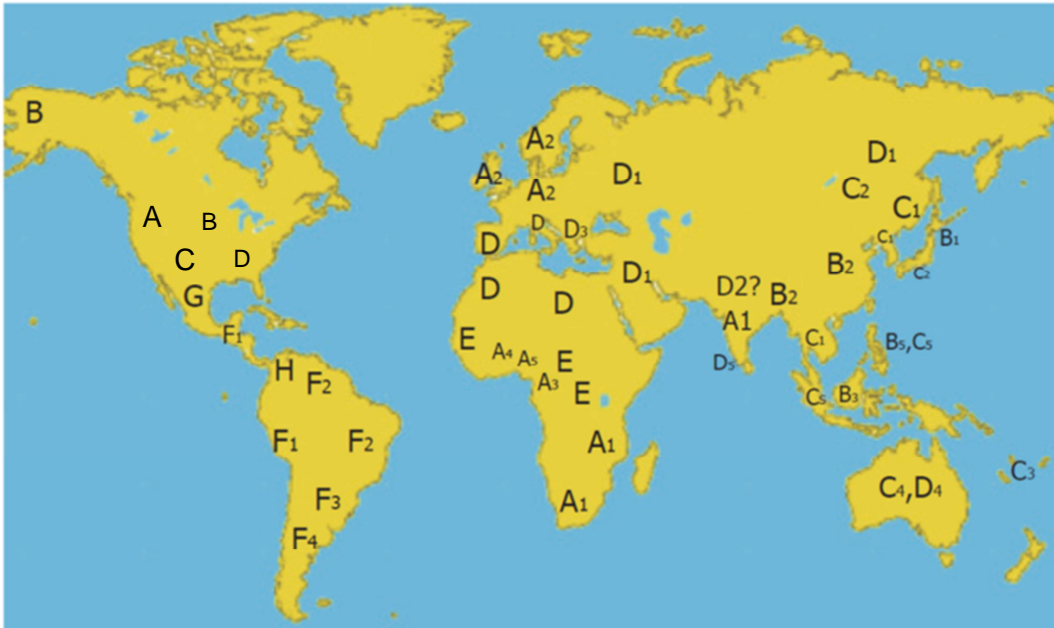 B
A2
A2
D1
D1
A2
C2
A
B
C1
D
D3
D
C1
B1
C
D
B2
C2
D1
D
D
D2?
B2
G
A1
F1
E
A4
A5
E
C1
B5,C5
D5
H
F2
A3
E
C5
B3
F1
F2
A1
C3
C4,D4
F3
A1
F4